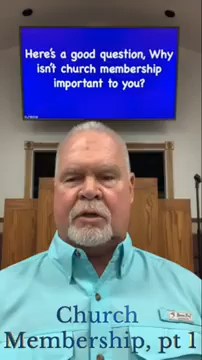 Here's a good question, Why
isn't church membership
important to you?
Church
Membership, pt 1